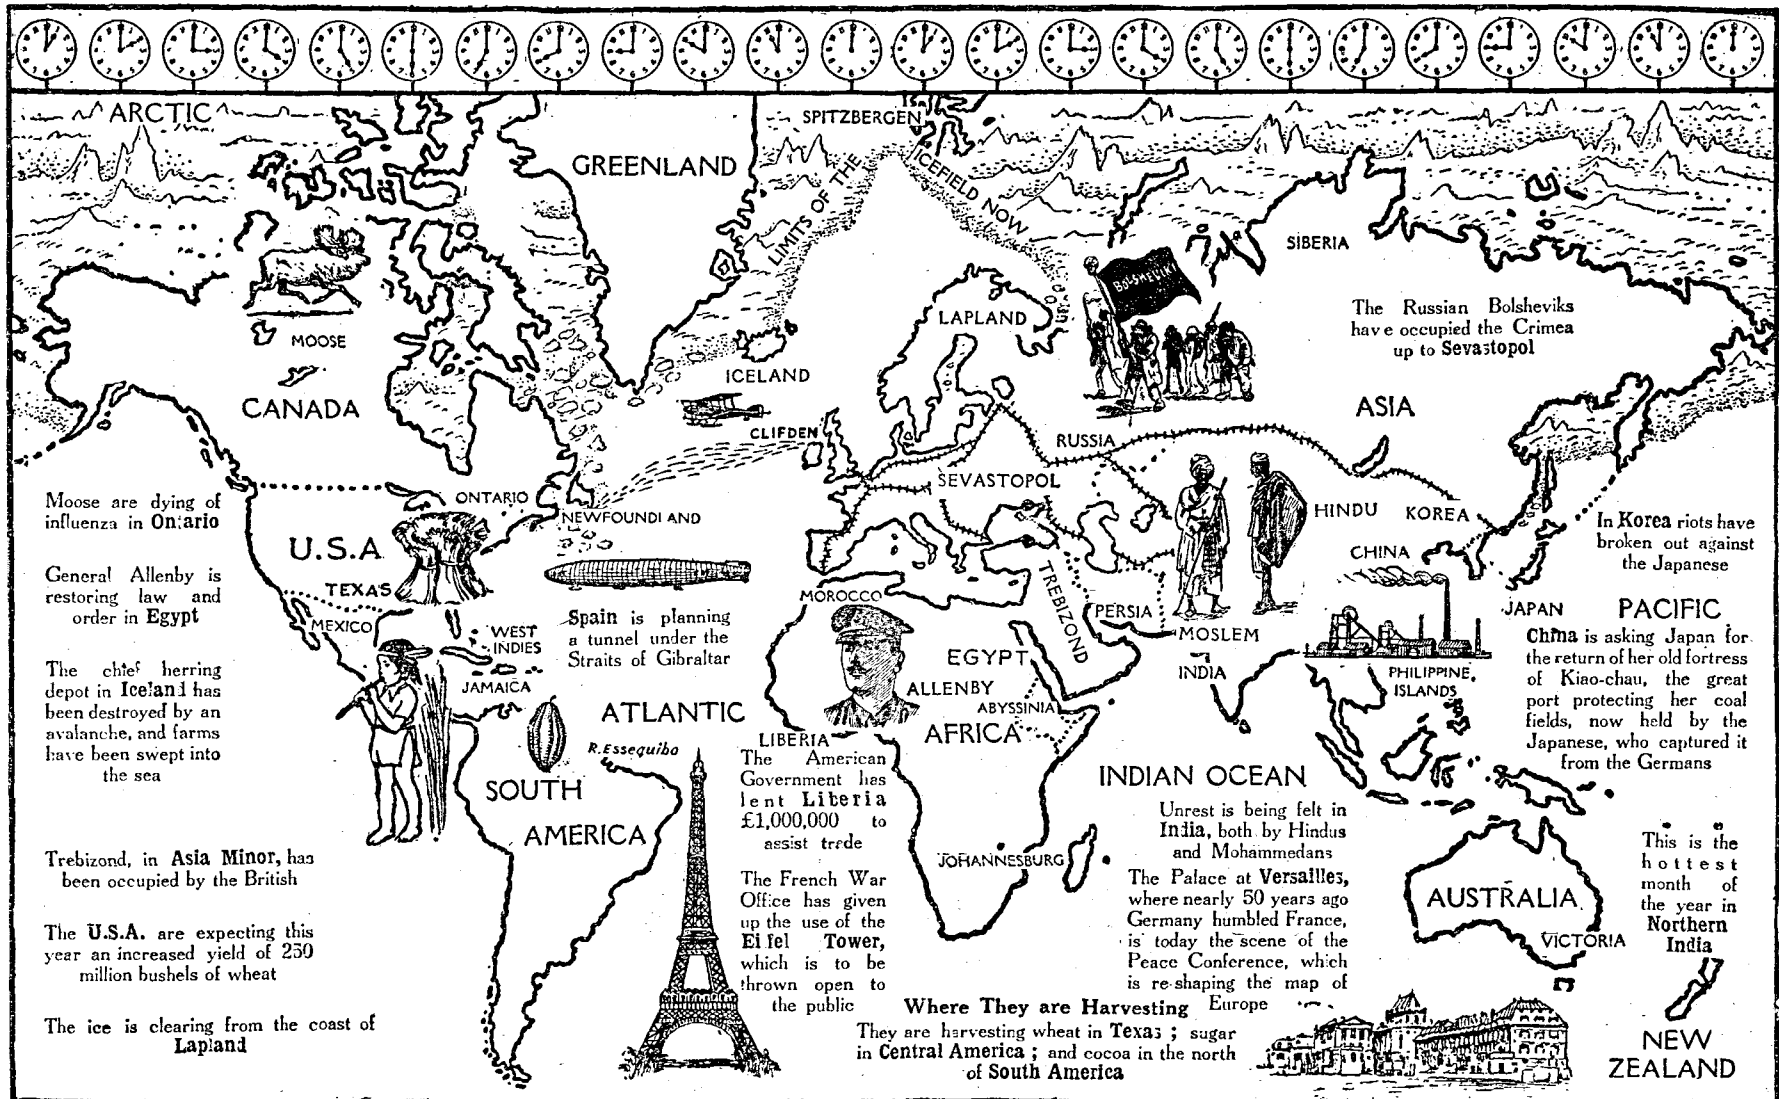 ARCTIC
SPITZBERGEN
GREENLAND
LIMITS OF THE
ICEFIELD NOW
SIBERIA
BOLSHEVIKI
LAPLAND
MOOSE
ICELAND
The Russian Bolsheviks
have occupied the Crimea
up to Sevastopol
CANADA
CLIFDEN
ASIA
RUSSIA
SEVASTOPOL
ONTARIO
NEWFOUNDLAND
HINDU
KOREA
Moose are dying of
influenza in Ontario
U.S.A
CHINA
In Korea riots have
broken out against
the Japanese
General Allenby is
restoring law and
order in Egypt
TEXAS
MEXICO
WEST
INDIES
JAMAICA
Spain is planning
a tunnel under the
Straits of Gibraltar
MOROCCO
TREBIZOND
PERSIA
MOSLEM
INDIA
JAPAN
PACIFIC
China is asking Japan for
the return of her old fortress
of Kiao-chau, the great
port protecting her coal
fields, now held by the
Japanese, who captured it
from the Germans
PHILIPPINE
ISLANDS
EGYPT
ALLENBY
ABYSSINIA
AFRICA
The chief herring
depot in Iceland has
been destroyed by an
avalanche, and farms
have been swept into
the sea
ATLANTIC
R. Essequibo
SOUTH
AMERICA
LIBERIA
The American
Government has
lent Liberia
£1,000,000 to
assist trade
INDIAN OCEAN
Unrest is being felt in
India, both by Hindus
and Mohammedans
JOHANNESBURG
This is the
hottest
month of
the year in
Northern
India
Trebizond, in Asia Minor, has
been occupied by the British
The French War
Office has given
up the use of the
Eiffel Tower,
which is to be
thrown open to
the public
The Palace at Versailles,
where nearly 50 years ago
Germany humbled France,
is today the scene of the
Peace Conference, which
is re-shaping the map of
Europe
AUSTRALIA
VICTORIA
The U.S.A. are expecting this
year an increased yield of 250
million bushels of wheat
Where They are Harvesting
They are harvesting wheat in Texas ; sugar
in Central America ; and cocoa in the north
of South America
The ice is clearing from the coast of
Lapland
NEW
ZEALAND